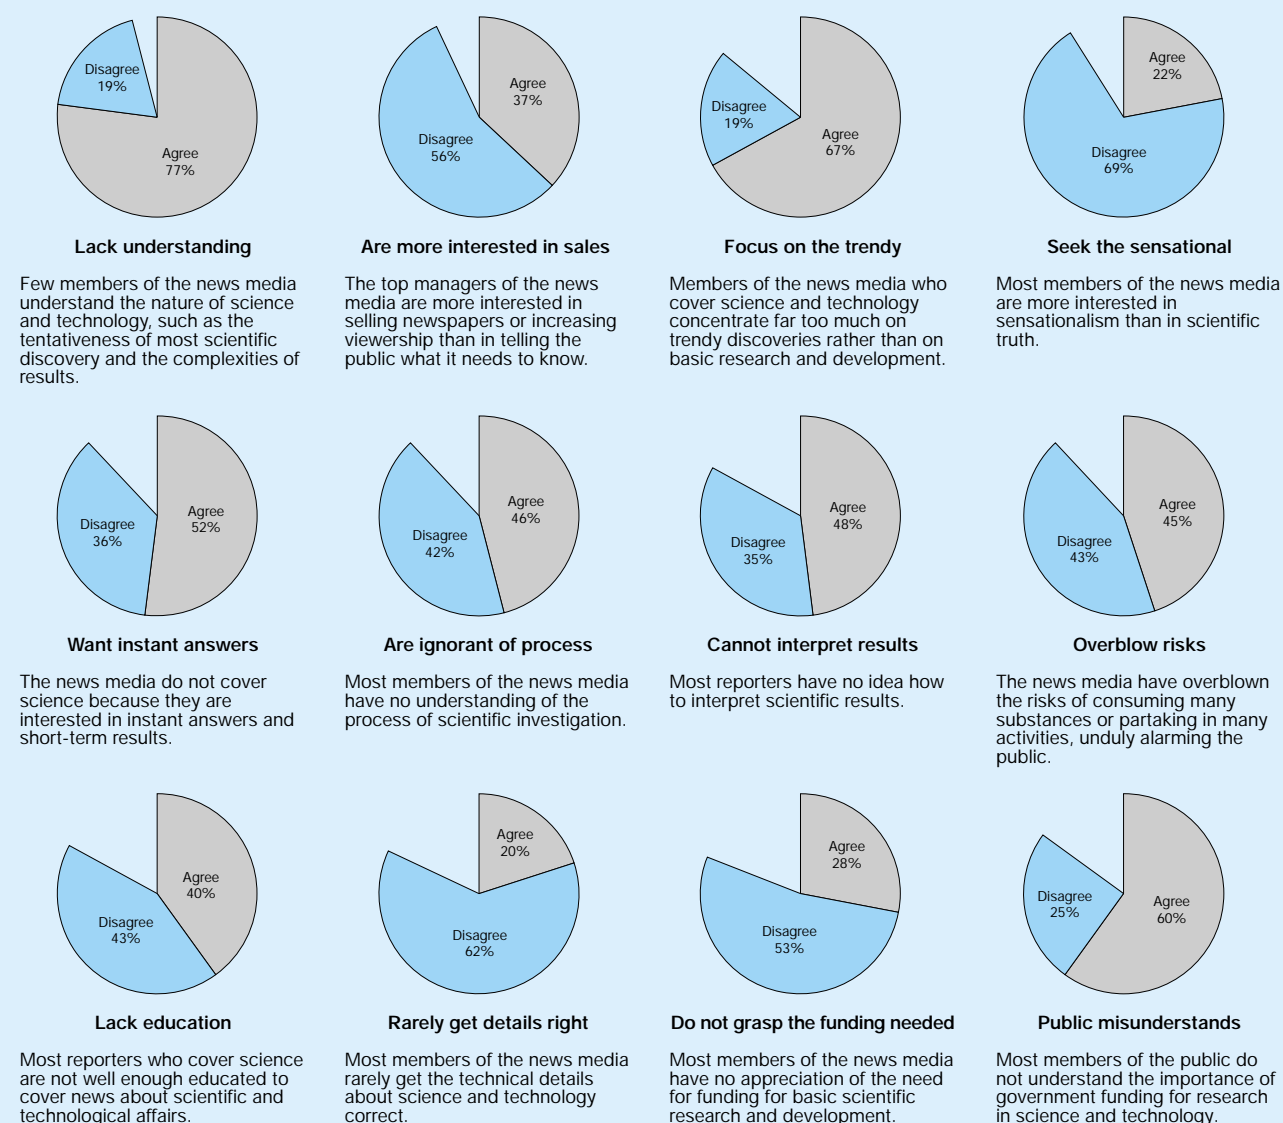 Disagree
19%
Agree
77%
Lack understanding
Few members of the news media
understand the nature of science
and technology, such as the
tentativeness of most scientific
discovery and the complexities of
results.
Agree
37%
Disagree
56%
Are more interested in sales
The top managers of the news
media are more interested in
selling newspapers or increasing
viewership than in telling the
public what it needs to know.
Disagree
19%
Agree
67%
Focus on the trendy
Members of the news media who
cover science and technology
concentrate far too much on
trendy discoveries rather than on
basic research and development.
Agree
22%
Disagree
69%
Seek the sensational
Most members of the news media
are more interested in
sensationalism than in scientific
truth.
Agree
52%
Disagree
36%
Want instant answers
The news media do not cover
science because they are
interested in instant answers and
short-term results.
Agree
46%
Disagree
42%
Are ignorant of process
Most members of the news media
have no understanding of the
process of scientific investigation.
Agree
48%
Disagree
35%
Cannot interpret results
Most reporters have no idea how
to interpret scientific results.
Agree
45%
Disagree
43%
Overblow risks
The news media have overblown
the risks of consuming many
substances or partaking in many
activities, unduly alarming the
public.
Agree
40%
Disagree
43%
Lack education
Most reporters who cover science
are not well enough educated to
cover news about scientific and
technological affairs.
Agree
20%
Disagree
62%
Rarely get details right
Most members of the news media
rarely get the technical details
about science and technology
correct.
Agree
28%
Disagree
53%
Do not grasp the funding needed
Most members of the news media
have no appreciation of the need
for funding for basic scientific
research and development.
Disagree
25%
Agree
60%
Public misunderstands
Most members of the public do
not understand the importance of
government funding for research
in science and technology.